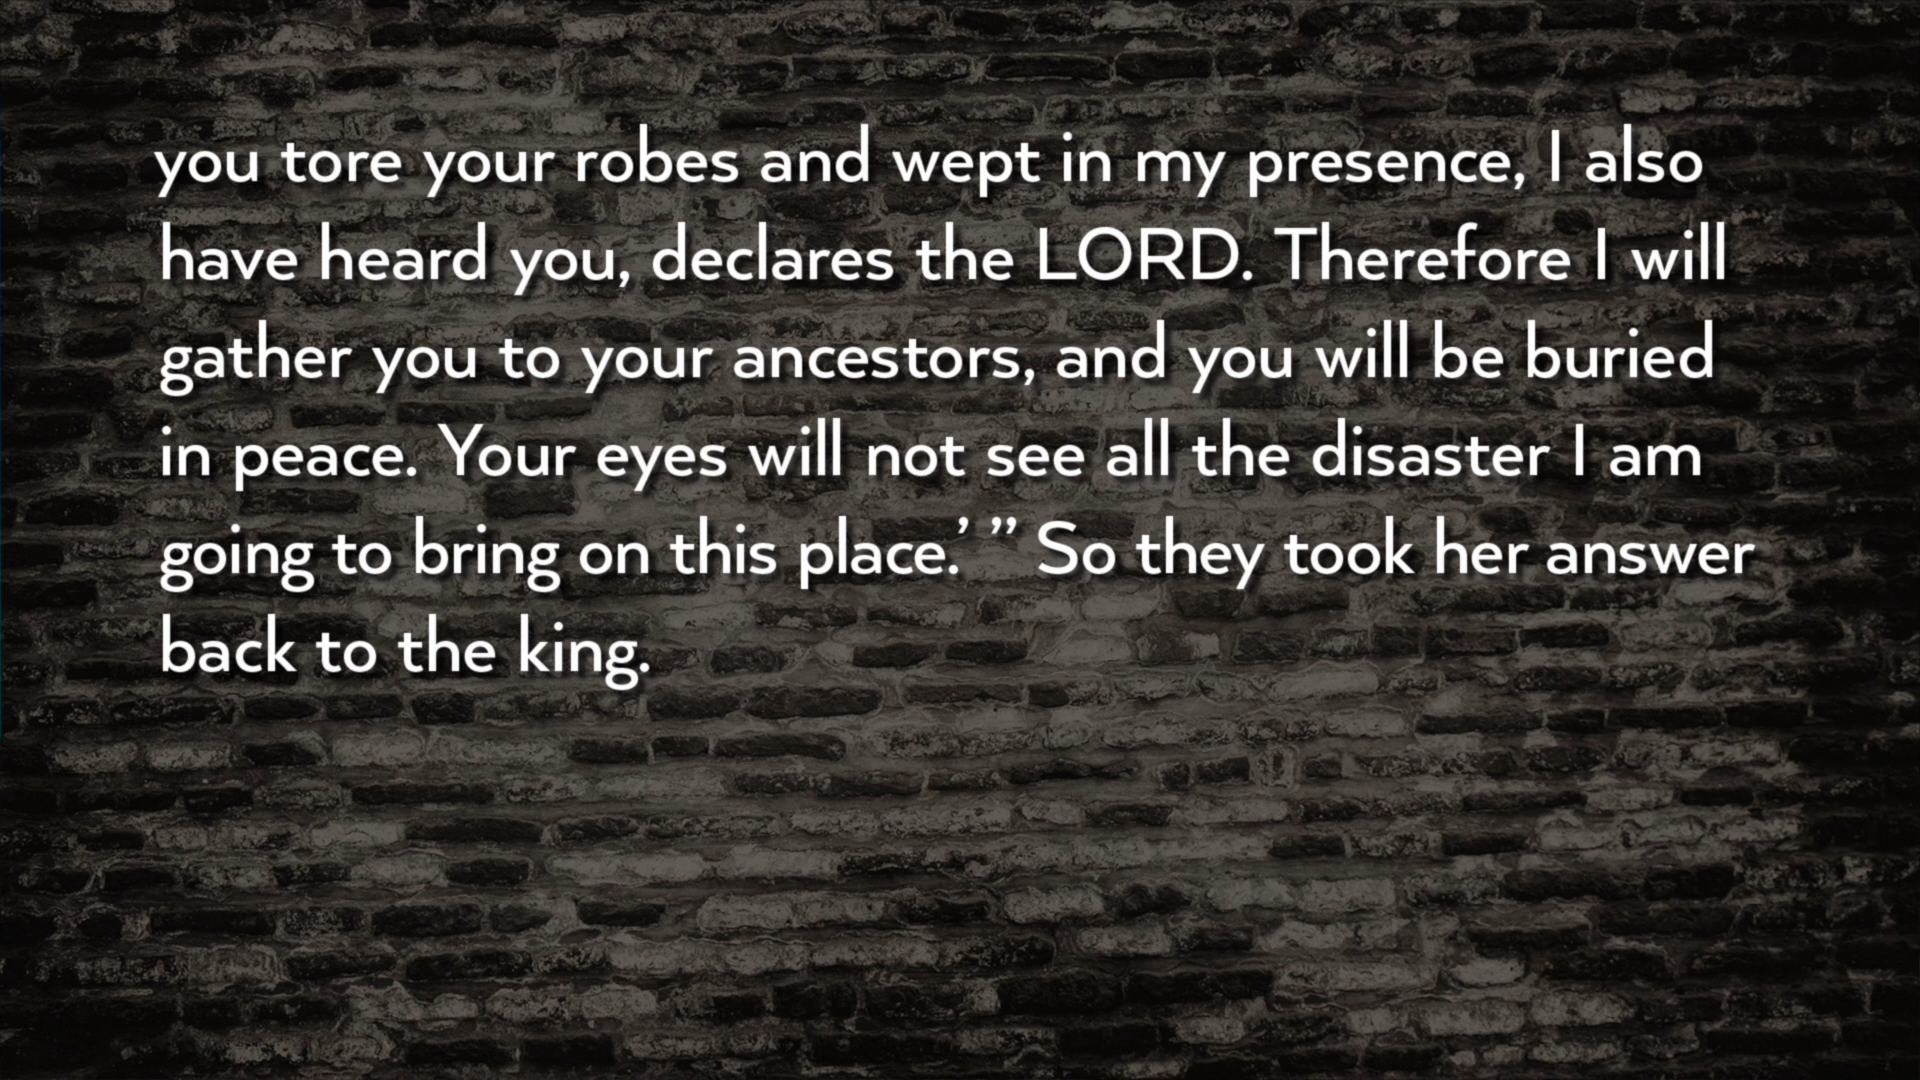 you tore your robes and wept in my presence, I also
have heard you, declares the LORD. Therefore I will
gather you to your ancestors, and you will be buried
in peace. Your eyes will not see all the disaster I am
going to bring on this place.’ ” So they took her answer
back to the king.